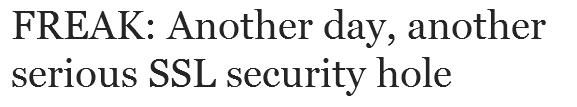 FREAK: Another day, another
serious SSL security hole